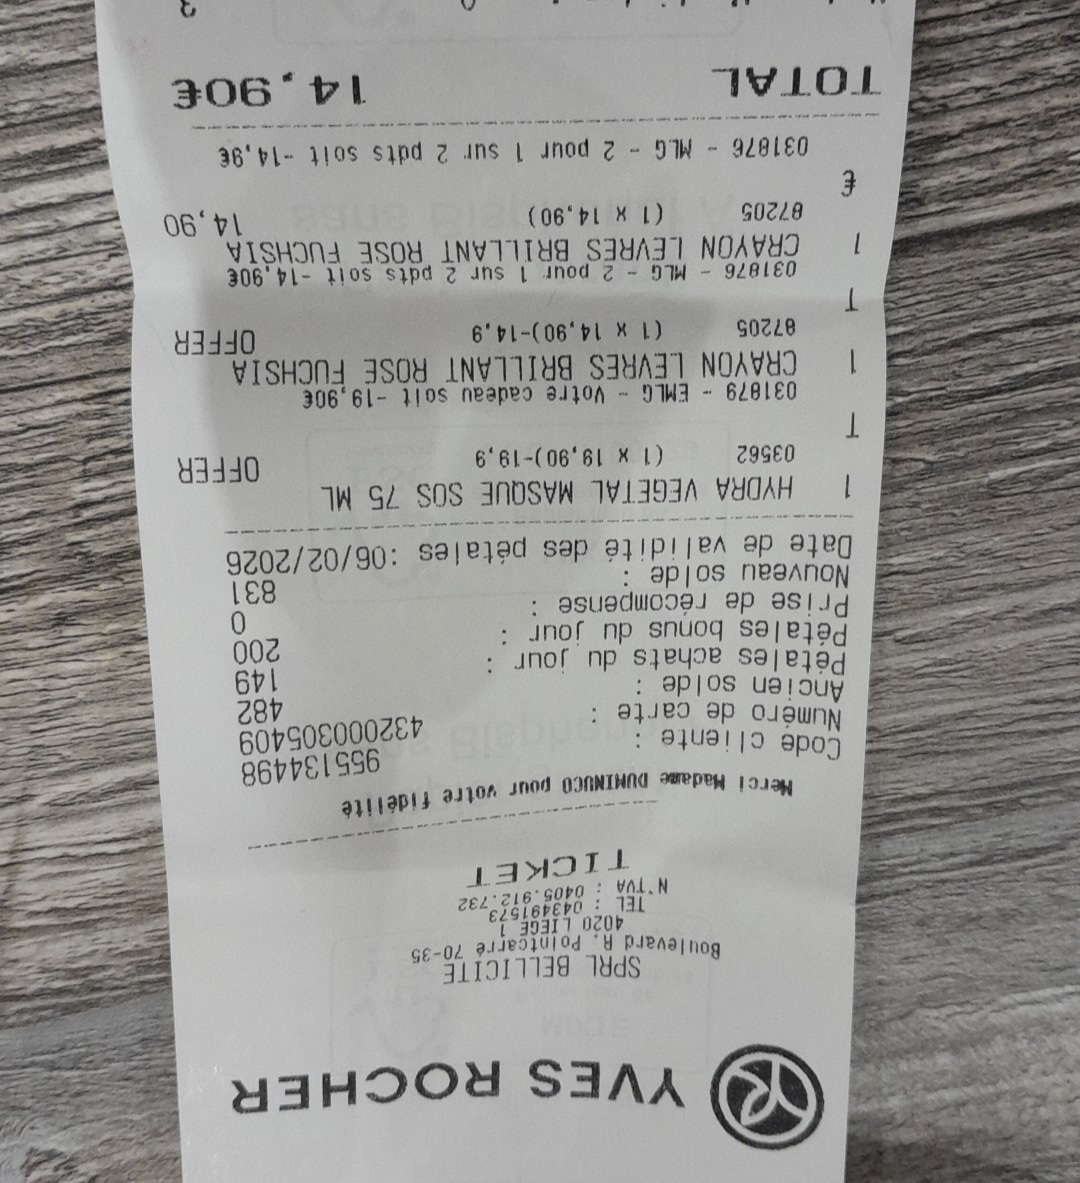 YVES ROCHER
SPRL BELLICITE
Boulevard R. Pointcarré 70-35
4020 LIEGE 1
TEL : 043491573
N°TVA : 0405.912.732
TICKET
Merci Madame DUMINUCO pour votre fidélité
Code cliente : 955134498
Numéro de carte : 432000305409
Ancien solde : 482
Pétales achats du jour : 149
Pétales bonus du jour : 200
Prise de récompense : 0
Nouveau solde : 831
Date de validité des pétales :06/02/2026
1 HYDRA VEGETAL MASQUE SOS 75 ML
03562 (1 x 19,90)-19,9 OFFER
T
031879 - EMLG - Votre cadeau soit -19,90€
1 CRAYON LEVRES BRILLANT ROSE FUCHSIA
87205 (1 x 14,90)-14,9 OFFER
T
031876 - MLG - 2 pour 1 sur 2 pdts soit -14,90€
1 CRAYON LEVRES BRILLANT ROSE FUCHSIA
87205 (1 x 14,90) 14,90
€
031876 - MLG - 2 pour 1 sur 2 pdts soit -14,9€
TOTAL 14,90€
3